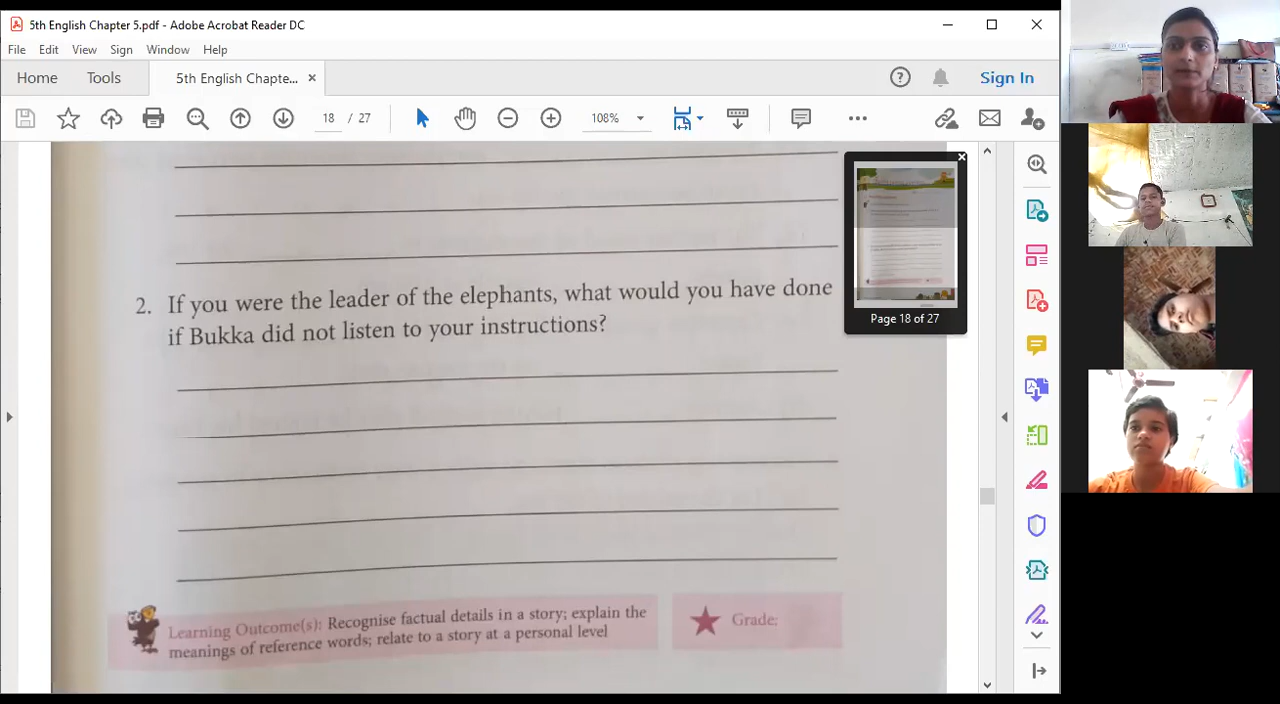 5th English Chapter 5.pdf - Adobe Acrobat Reader DC
File Edit View Sign Window Help
Home Tools 5th English Chapte... Sign In
18 / 27 108%
2. If you were the leader of the elephants, what would you have done
if Bukka did not listen to your instructions?
Page 18 of 27
Learning Outcome(s): Recognise factual details in a story; explain the
meanings of reference words; relate to a story at a personal level
Grade: